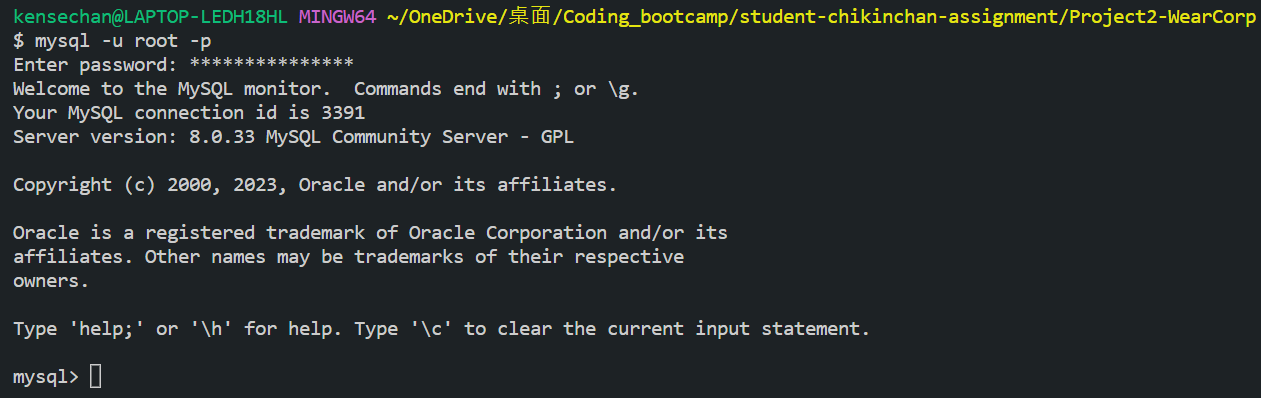 kensechan@LAPTOP-LEDH18HL MINGW64 ~/OneDrive/桌面/Coding_bootcamp/student-chikinchan-assignment/Project2-WearCorp
$ mysql -u root -p
Enter password: ***************
Welcome to the MySQL monitor.  Commands end with ; or \g.
Your MySQL connection id is 3391
Server version: 8.0.33 MySQL Community Server - GPL
Copyright (c) 2000, 2023, Oracle and/or its affiliates.
Oracle is a registered trademark of Oracle Corporation and/or its
affiliates. Other names may be trademarks of their respective
owners.
Type 'help;' or '\h' for help. Type '\c' to clear the current input statement.
mysql>